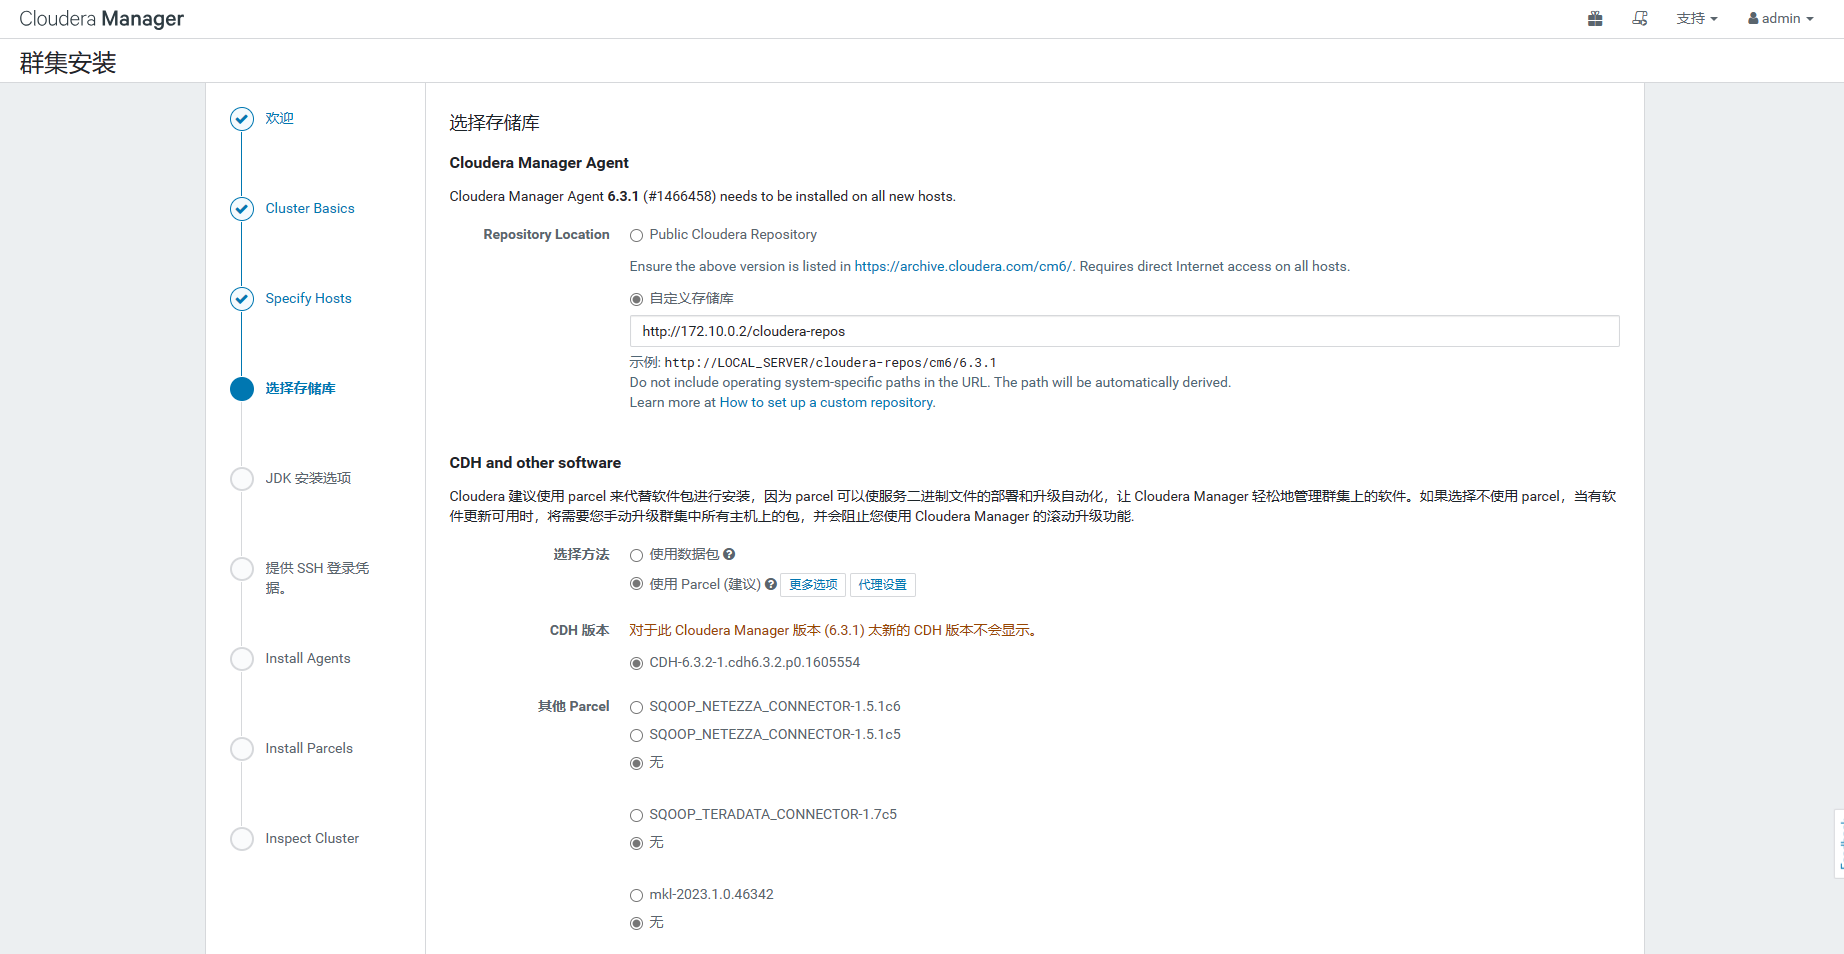 Cloudera Manager
支持
admin
群集安装
欢迎
Cluster Basics
Specify Hosts
选择存储库
JDK 安装选项
提供 SSH 登录凭
据。
Install Agents
Install Parcels
Inspect Cluster
选择存储库
Cloudera Manager Agent
Cloudera Manager Agent 6.3.1 (#1466458) needs to be installed on all new hosts.
Repository Location
Public Cloudera Repository
Ensure the above version is listed in https://archive.cloudera.com/cm6/. Requires direct Internet access on all hosts.
自定义存储库
http://172.10.0.2/cloudera-repos
示例: http://LOCAL_SERVER/cloudera-repos/cm6/6.3.1
Do not include operating system-specific paths in the URL. The path will be automatically derived.
Learn more at How to set up a custom repository.
CDH and other software
Cloudera 建议使用 parcel 来代替软件包进行安装，因为 parcel 可以使服务二进制文件的部署和升级自动化，让 Cloudera Manager 轻松地管理群集上的软件。如果选择不使用 parcel，当有软
件更新可用时，将需要您手动升级群集中所有主机上的包，并会阻止您使用 Cloudera Manager 的滚动升级功能.
选择方法
使用数据包
使用 Parcel (建议) 更多选项 代理设置
CDH 版本
对于此 Cloudera Manager 版本 (6.3.1) 太新的 CDH 版本不会显示。
CDH-6.3.2-1.cdh6.3.2.p0.1605554
其他 Parcel
SQOOP_NETEZZA_CONNECTOR-1.5.1c6
SQOOP_NETEZZA_CONNECTOR-1.5.1c5
无
SQOOP_TERADATA_CONNECTOR-1.7c5
无
mkl-2023.1.0.46342
无